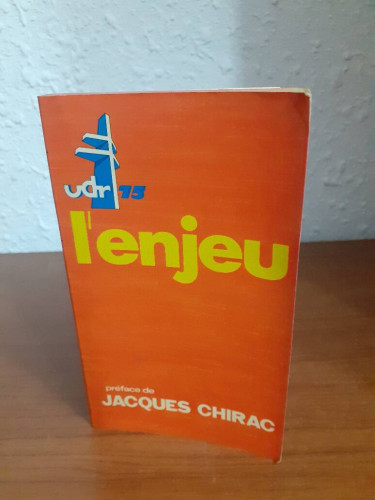 udr 75
l'enjeu
préface de
JACQUES CHIRAC